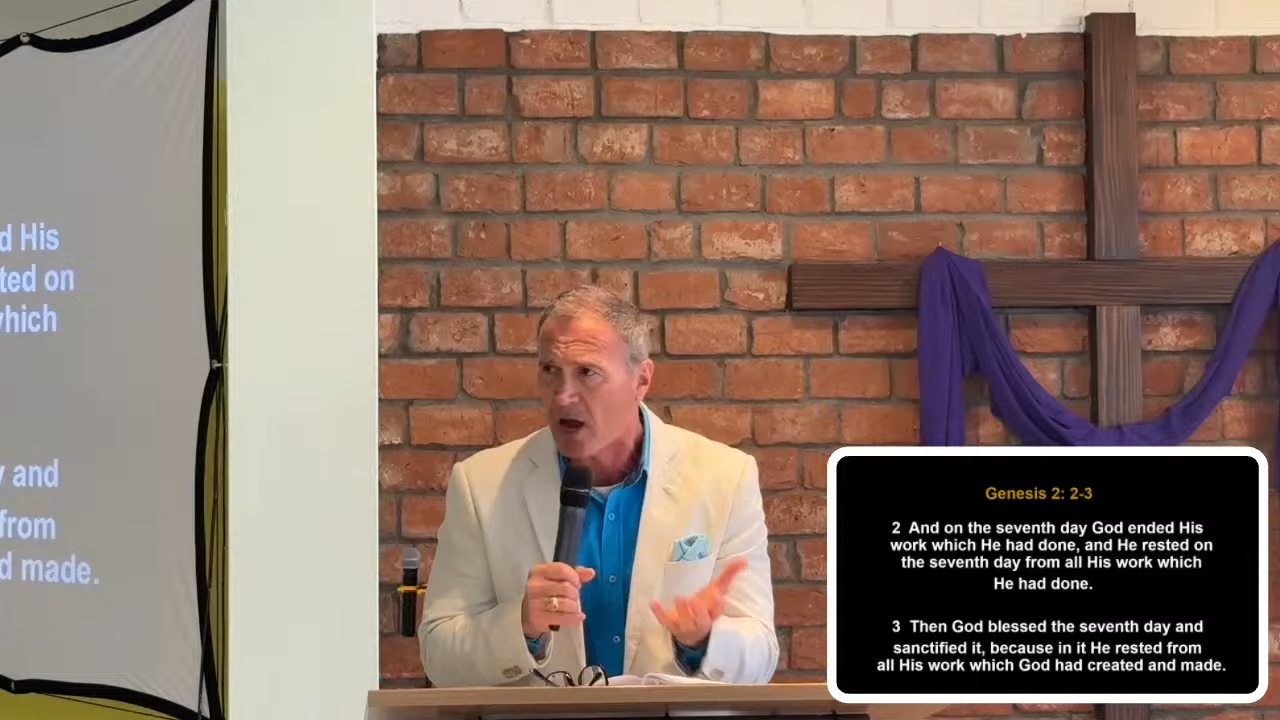 d His
ted on
which
y and
from
d made.
Genesis 2: 2-3
2 And on the seventh day God ended His
work which He had done, and He rested on
the seventh day from all His work which
He had done.
3 Then God blessed the seventh day and
sanctified it, because in it He rested from
all His work which God had created and made.